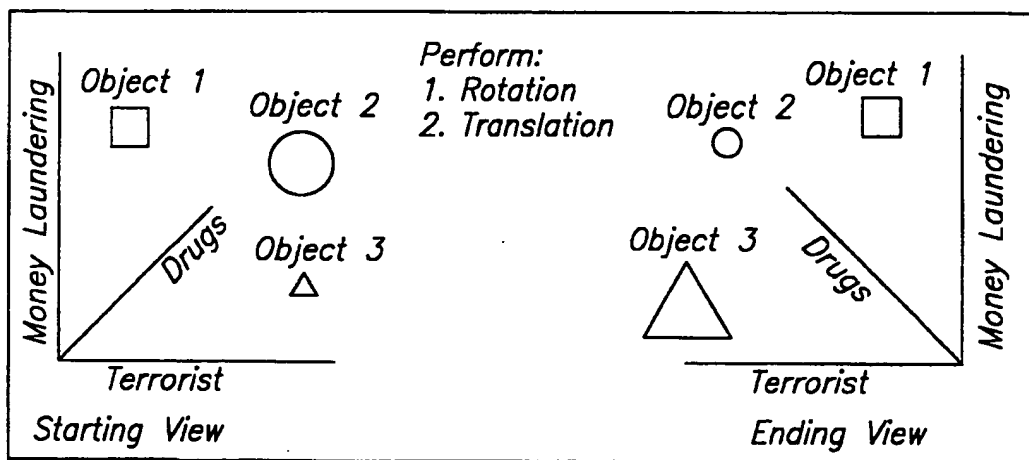 Money Laundering
Object 1
Object 2
Drugs
Object 3
Terrorist
Starting View
Perform:
1. Rotation
2. Translation
Object 1
Object 2
Object 3
Drugs
Money Laundering
Terrorist
Ending View